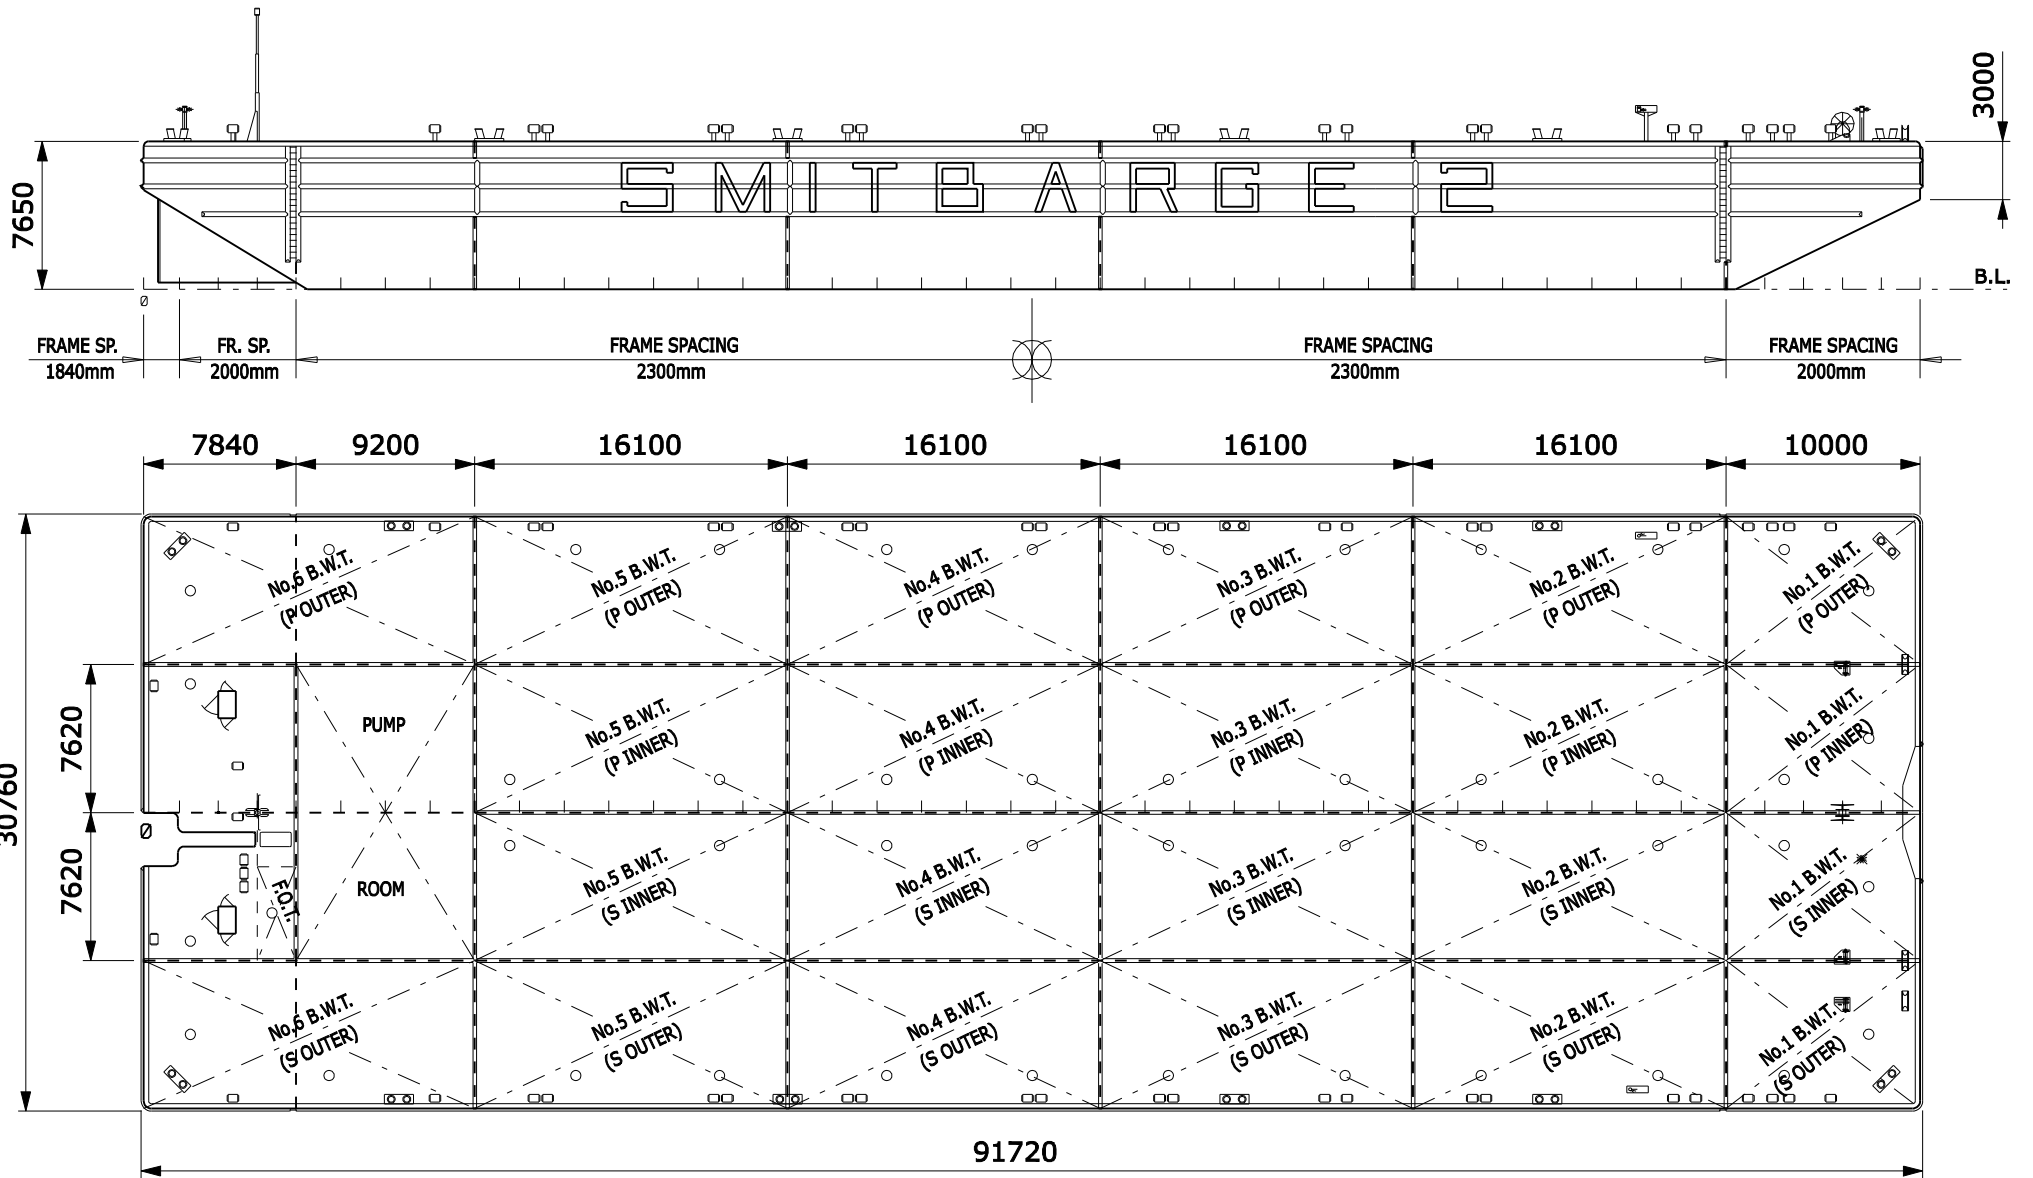 SMITBARGE 2
3000
7650
B.L.
Ø
FRAME SP. FR. SP. FRAME SPACING FRAME SPACING FRAME SPACING
1840mm 2000mm 2300mm 2300mm 2000mm
7840 9200 16100 16100 16100 16100 10000
No.6 B.W.T. No.5 B.W.T. No.4 B.W.T. No.3 B.W.T. No.2 B.W.T. No.1 B.W.T.
(P OUTER) (P OUTER) (P OUTER) (P OUTER) (P OUTER) (P OUTER)
PUMP
No.5 B.W.T. No.4 B.W.T. No.3 B.W.T. No.2 B.W.T. No.1 B.W.T.
(P INNER) (P INNER) (P INNER) (P INNER) (P INNER)
7620
30760
Ø
7620
F.O.T.
ROOM
No.5 B.W.T. No.4 B.W.T. No.3 B.W.T. No.2 B.W.T. No.1 B.W.T.
(S INNER) (S INNER) (S INNER) (S INNER) (S INNER)
No.6 B.W.T. No.5 B.W.T. No.4 B.W.T. No.3 B.W.T. No.2 B.W.T. No.1 B.W.T.
(S OUTER) (S OUTER) (S OUTER) (S OUTER) (S OUTER) (S OUTER)
91720